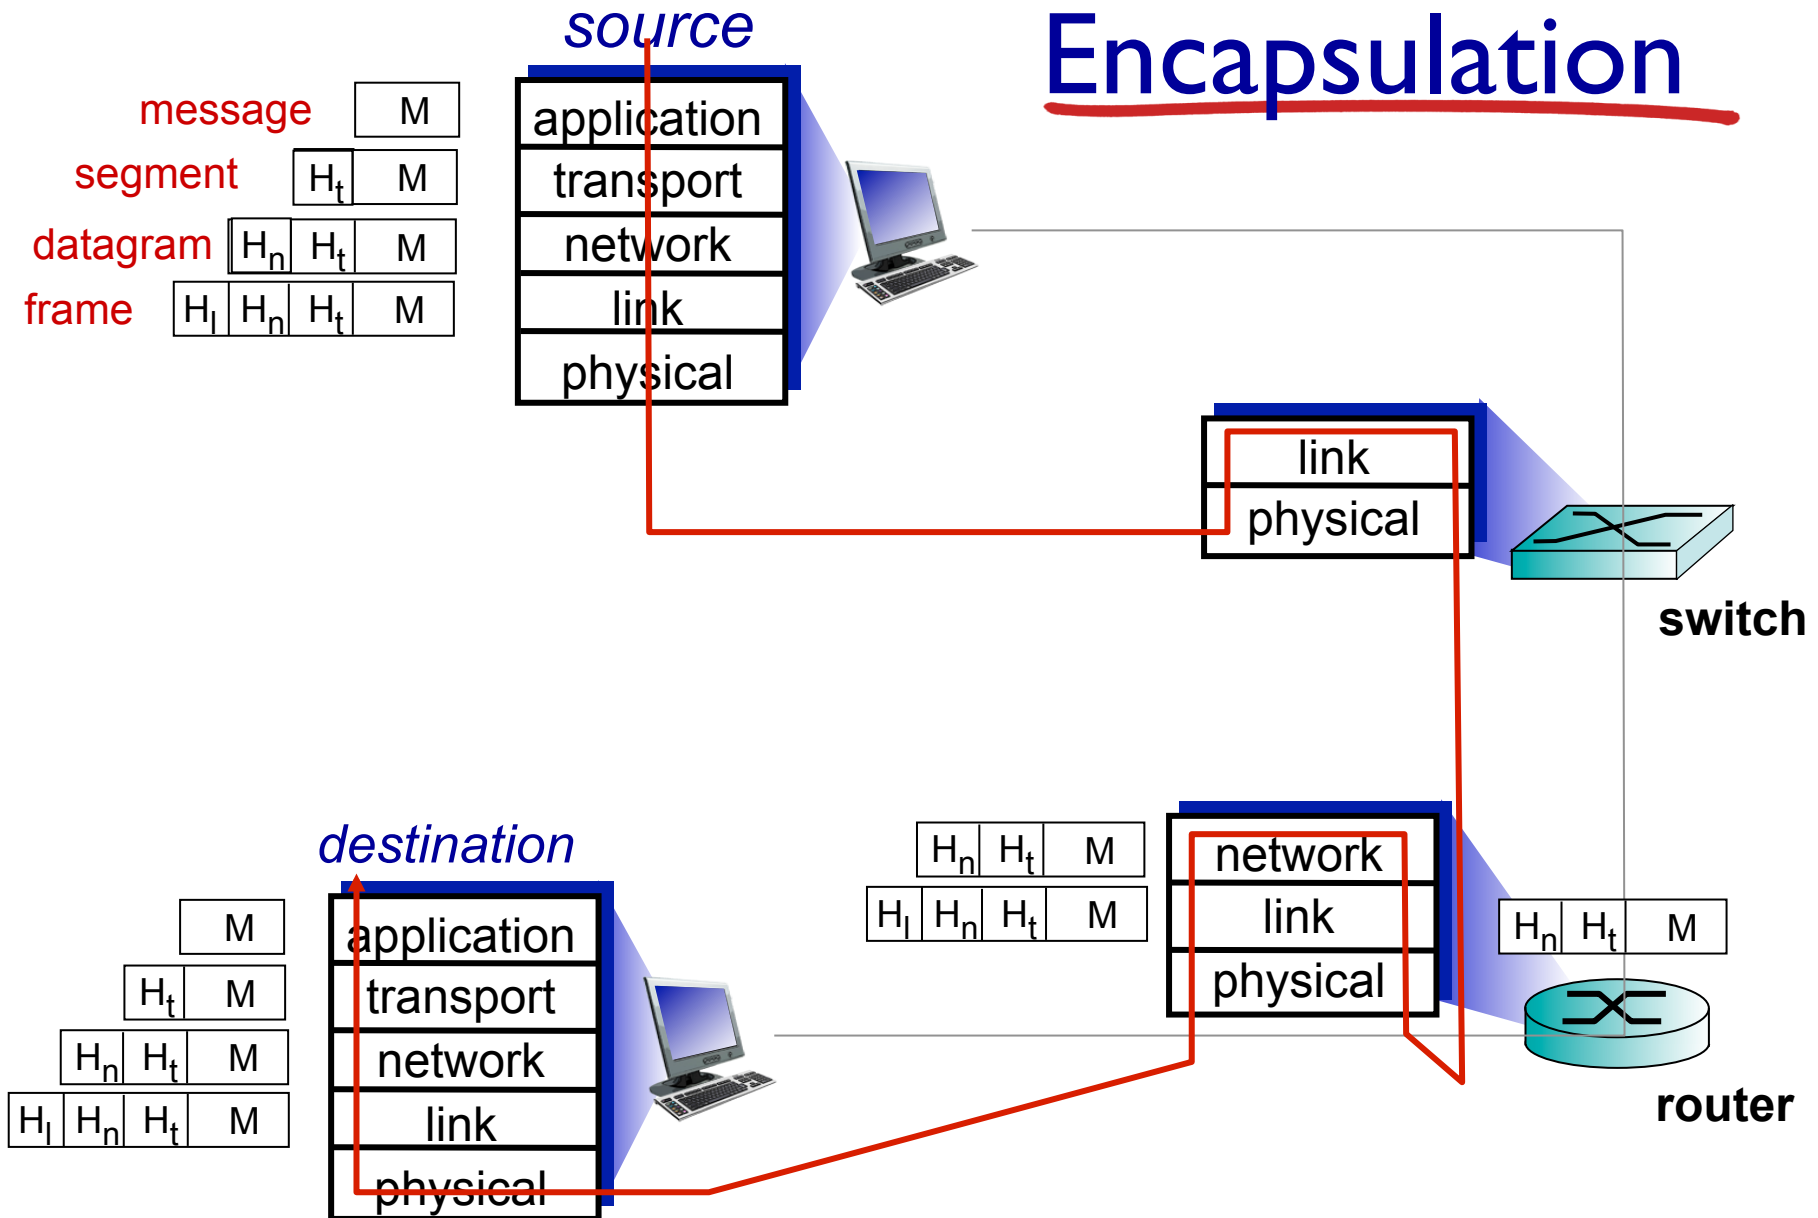 source
Encapsulation
message M
segment Ht M
datagram Hn Ht M
frame Hl Hn Ht M
application
transport
network
link
physical
link
physical
switch
destination
M
Ht M
Hn Ht M
Hl Hn Ht M
application
transport
network
link
physical
Hn Ht M
Hl Hn Ht M
network
link
physical
Hn Ht M
router